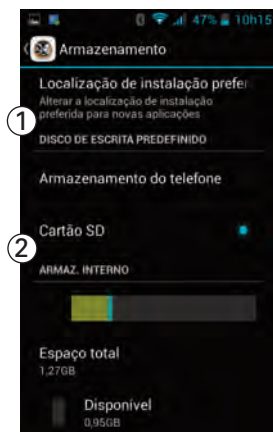 47% 10h15
Armazenamento
Localização de instalação prefe
Alterar a localização de instalação
preferida para novas aplicações
1
DISCO DE ESCRITA PREDEFINIDO
Armazenamento do telefone
Cartão SD
2
ARMAZ. INTERNO
Espaço total
1,27GB
Disponível
0,95GB